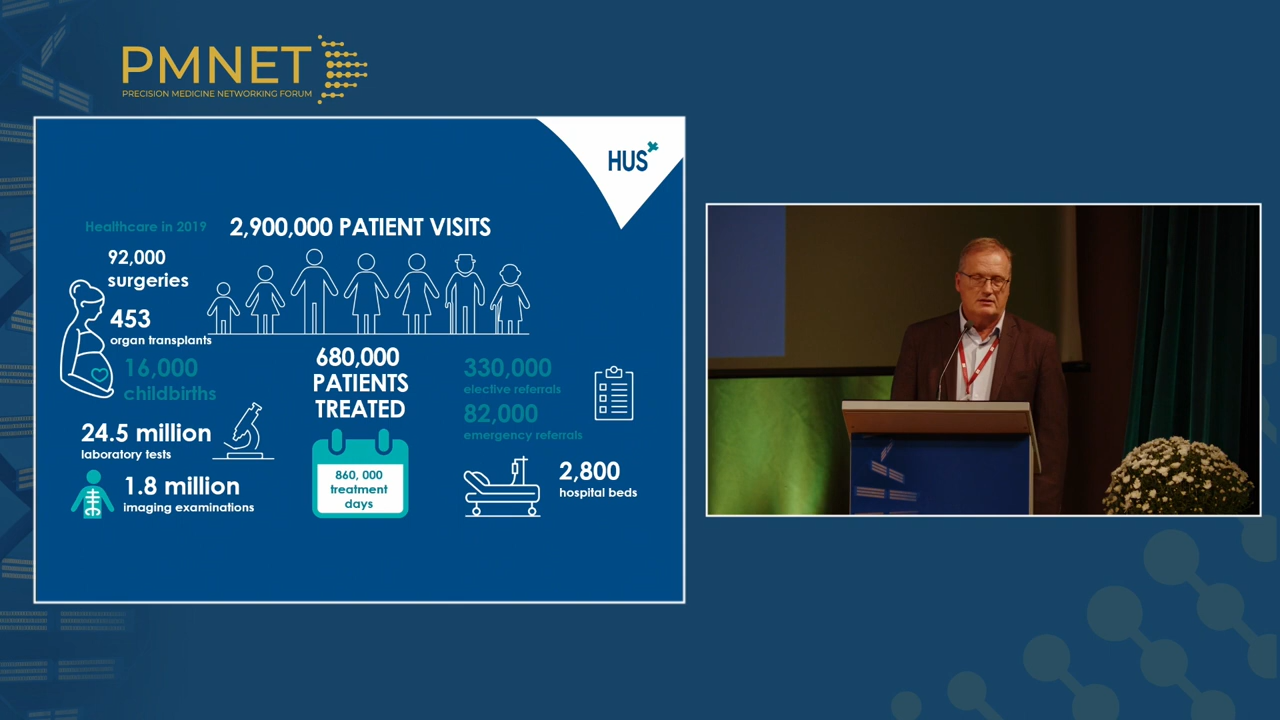 PMNET
PRECISION MEDICINE NETWORKING FORUM
HUS
Healthcare in 2019
2,900,000 PATIENT VISITS
92,000
surgeries
453
organ transplants
16,000
childbirths
24.5 million
laboratory tests
1.8 million
imaging examinations
680,000
PATIENTS
TREATED
860, 000
treatment
days
330,000
elective referrals
82,000
emergency referrals
2,800
hospital beds